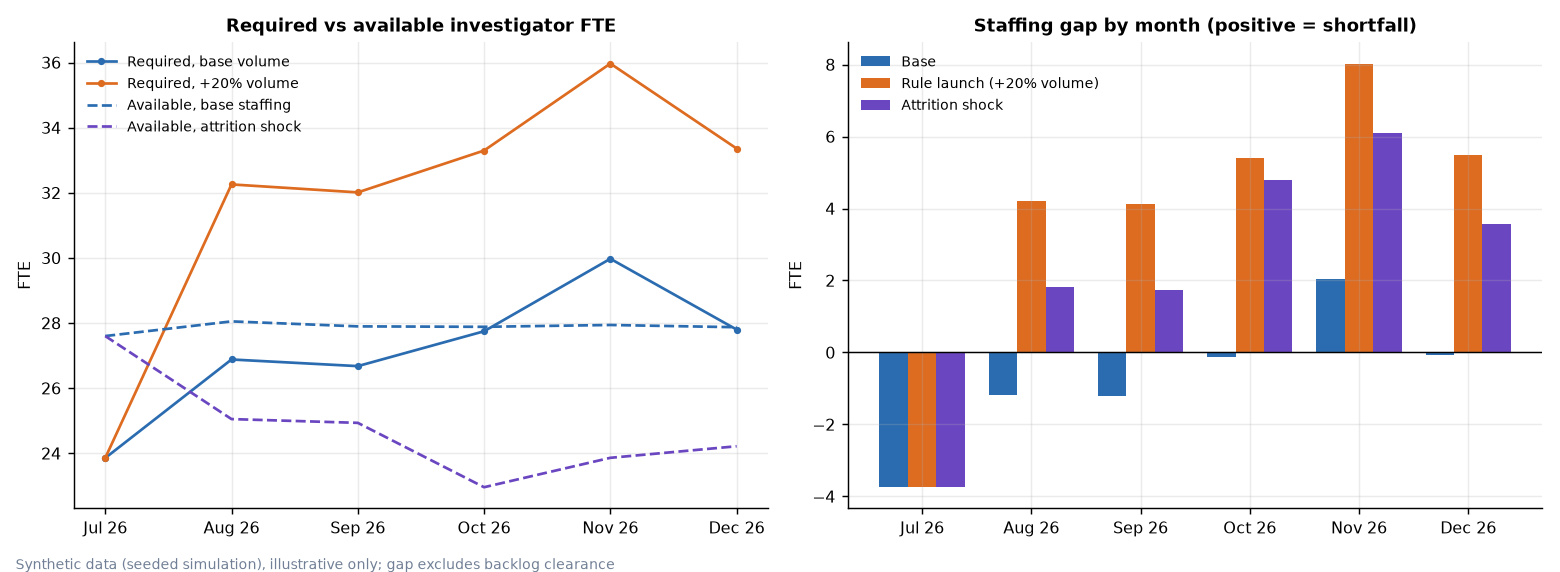 Required vs available investigator FTE
Required, base volume
Required, +20% volume
Available, base staffing
Available, attrition shock
FTE
36
34
32
30
28
26
24
Jul 26
Aug 26
Sep 26
Oct 26
Nov 26
Dec 26
Staffing gap by month (positive = shortfall)
Base
Rule launch (+20% volume)
Attrition shock
FTE
8
6
4
2
0
−2
−4
Jul 26
Aug 26
Sep 26
Oct 26
Nov 26
Dec 26
Synthetic data (seeded simulation), illustrative only; gap excludes backlog clearance